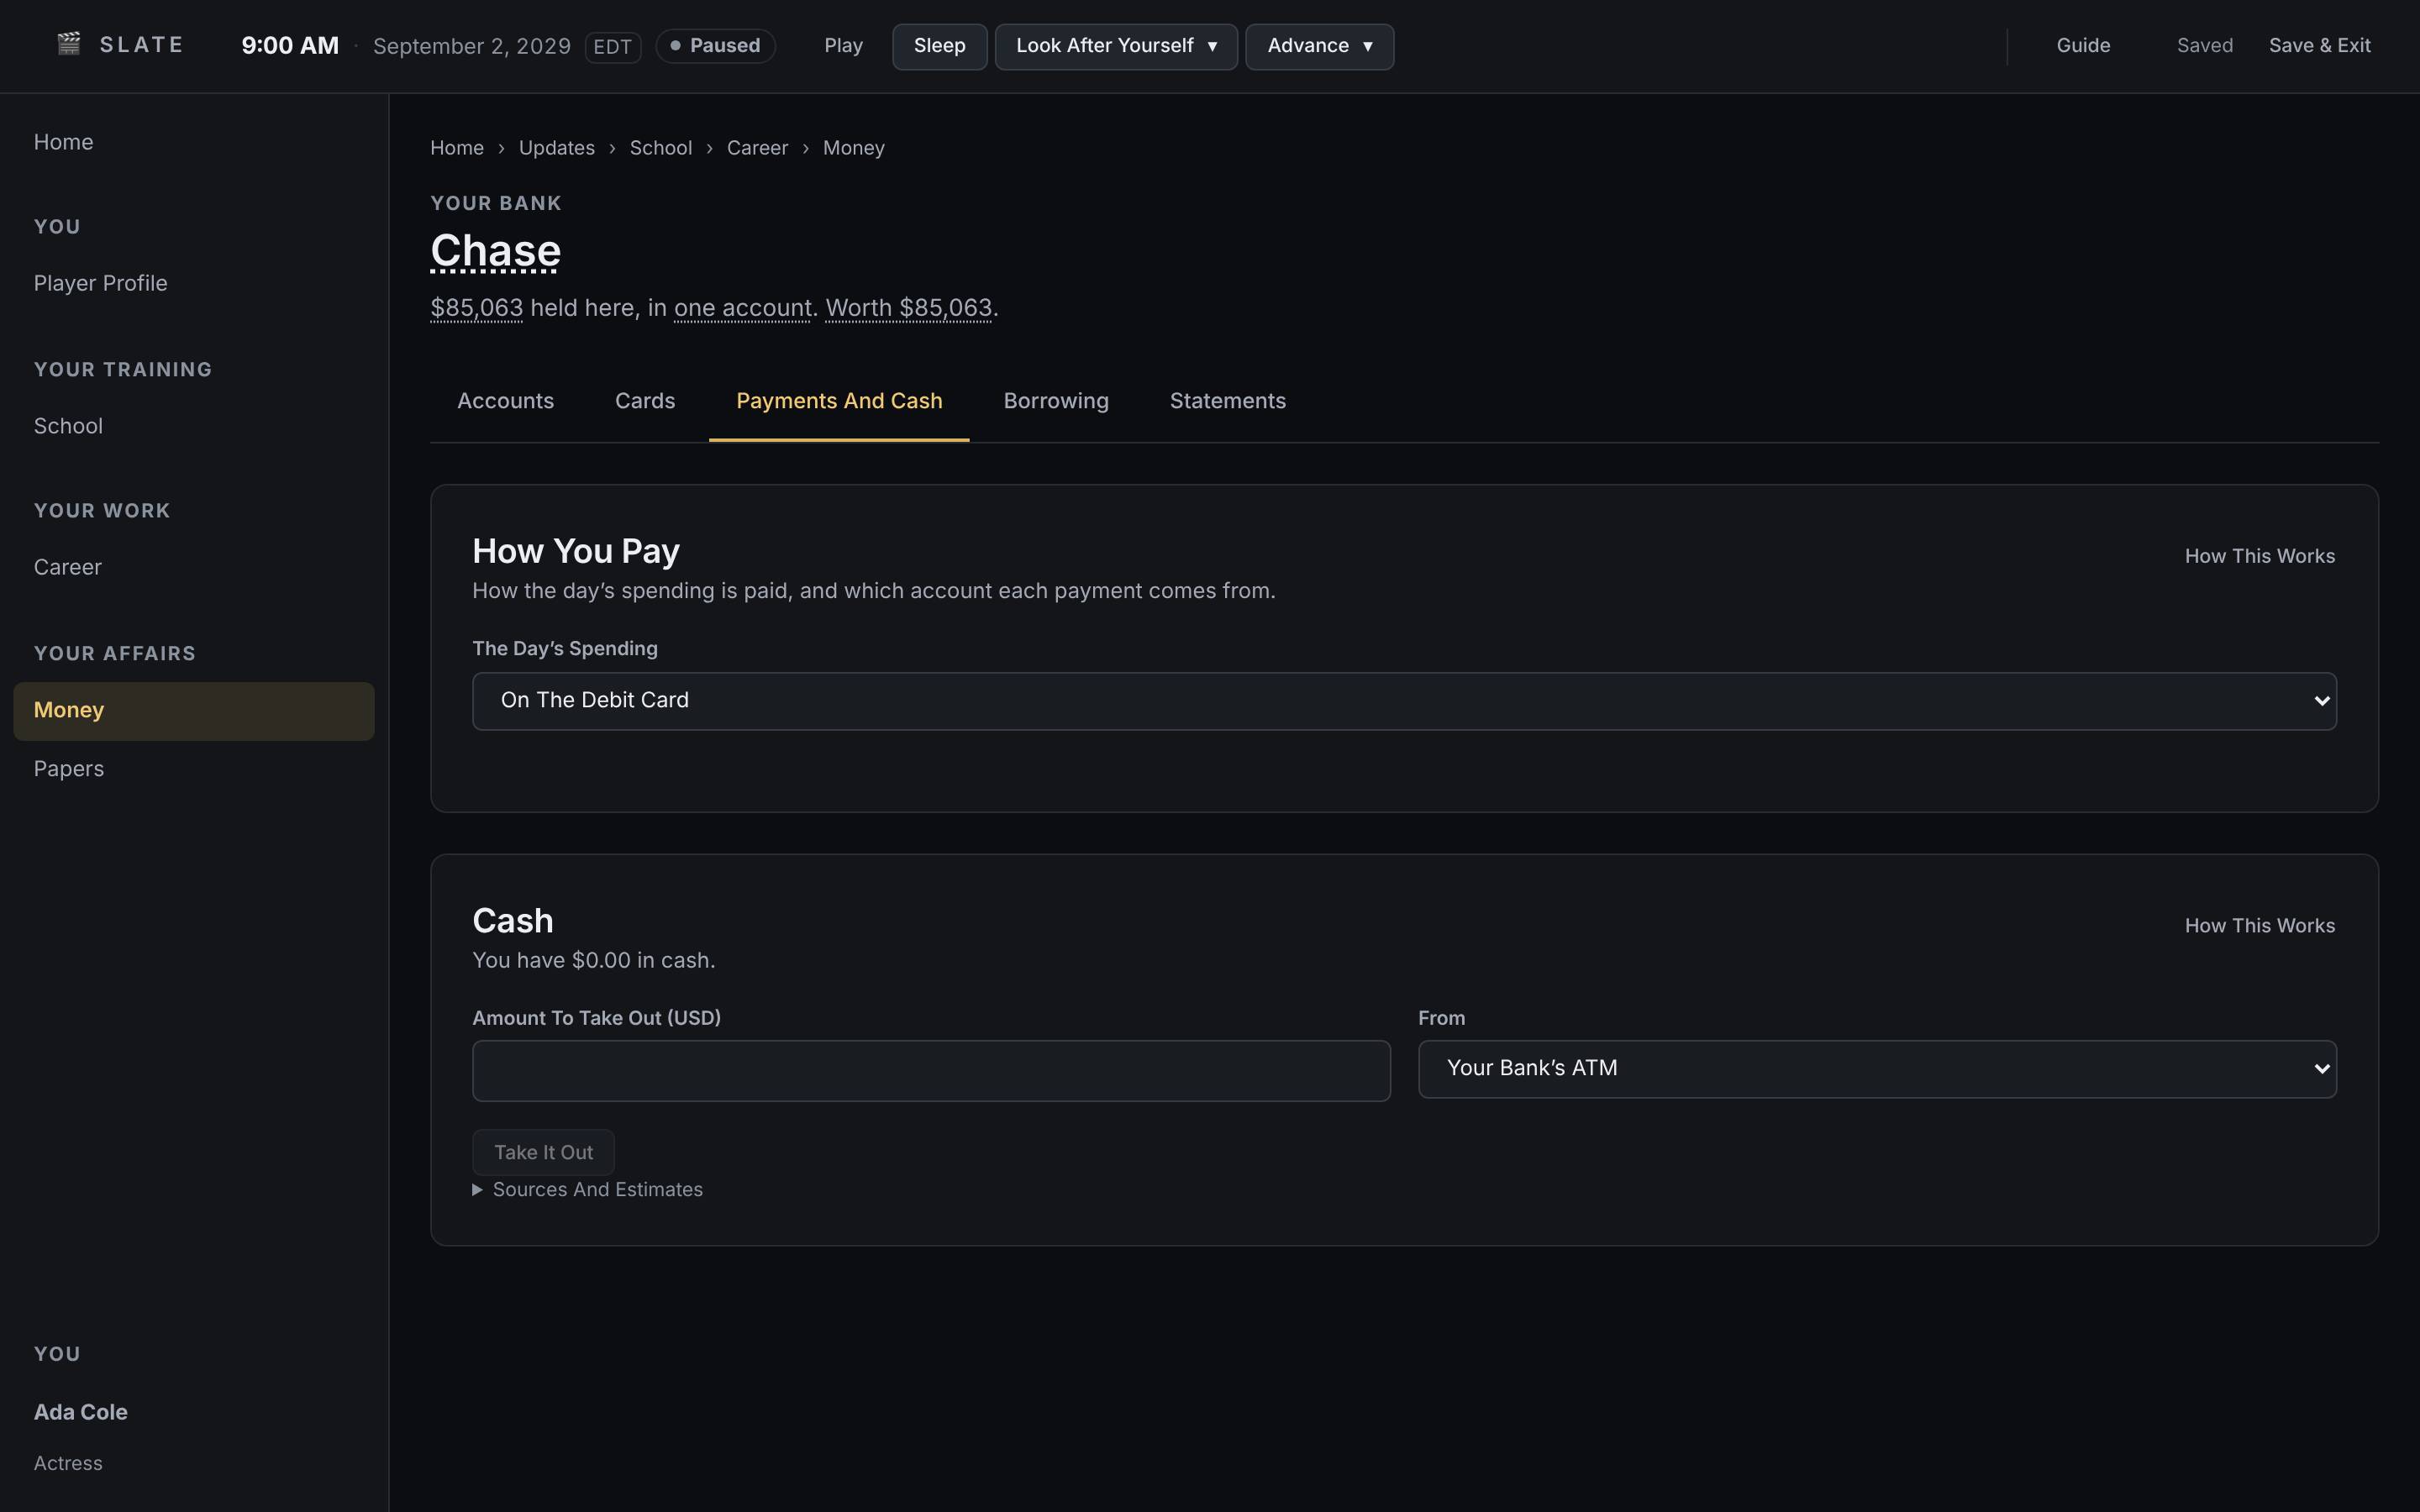 SLATE
9:00 AM · September 2, 2029 EDT Paused Play Sleep Look After Yourself ▾ Advance ▾ Guide Saved Save & Exit
Home
YOU
Player Profile
YOUR TRAINING
School
YOUR WORK
Career
YOUR AFFAIRS
Money
Papers
YOU
Ada Cole
Actress
Home › Updates › School › Career › Money
YOUR BANK
Chase
$85,063 held here, in one account. Worth $85,063.
Accounts Cards Payments And Cash Borrowing Statements
How You Pay
How This Works
How the day’s spending is paid, and which account each payment comes from.
The Day’s Spending
On The Debit Card
Cash
How This Works
You have $0.00 in cash.
Amount To Take Out (USD) From
Your Bank’s ATM
Take It Out
Sources And Estimates